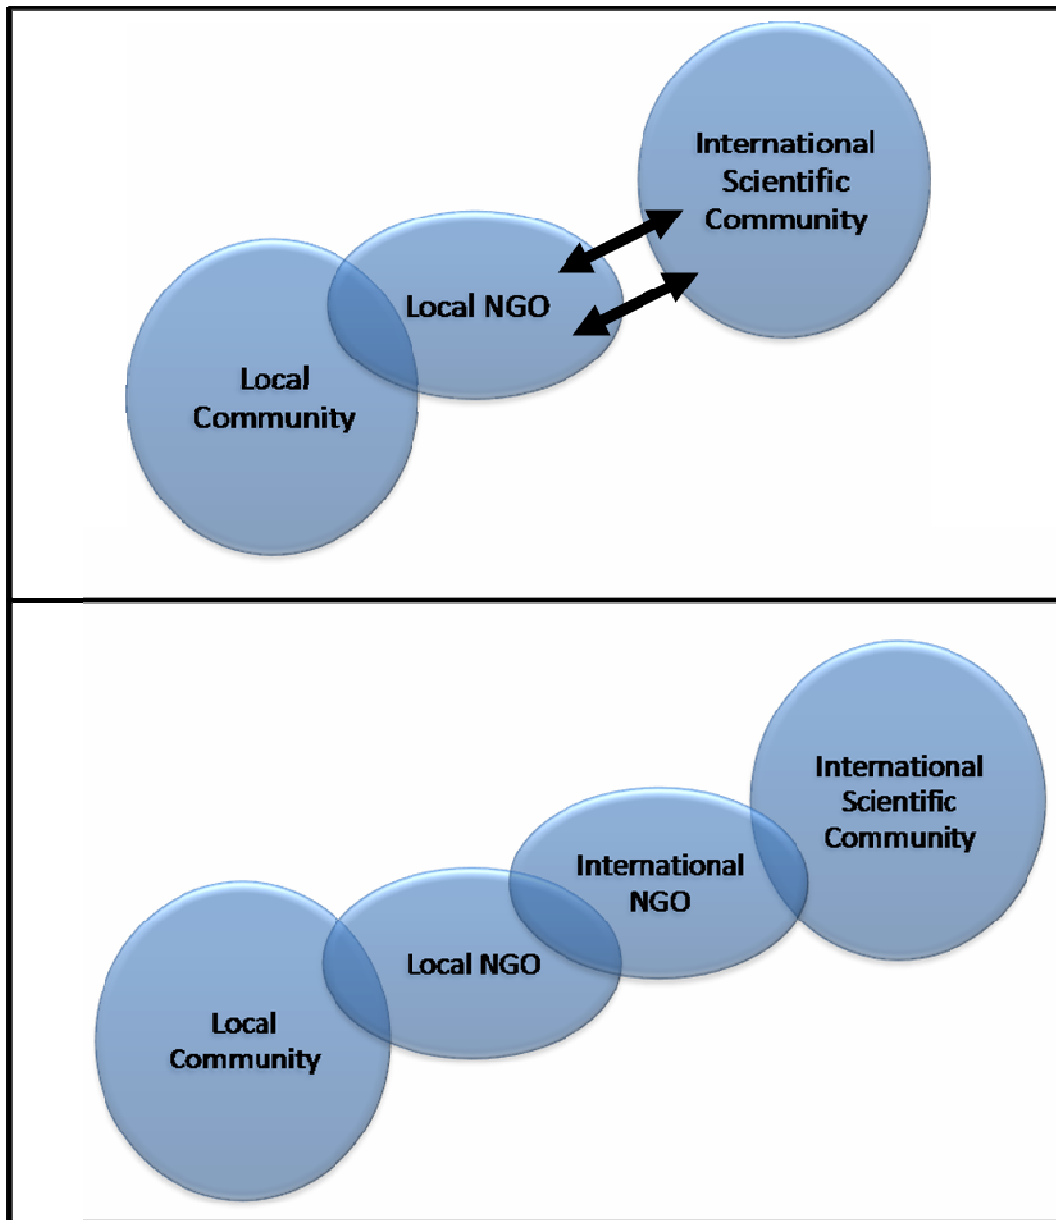 International
Scientific
Community
Local NGO
Local
Community
International
Scientific
Community
International
NGO
Local NGO
Local
Community